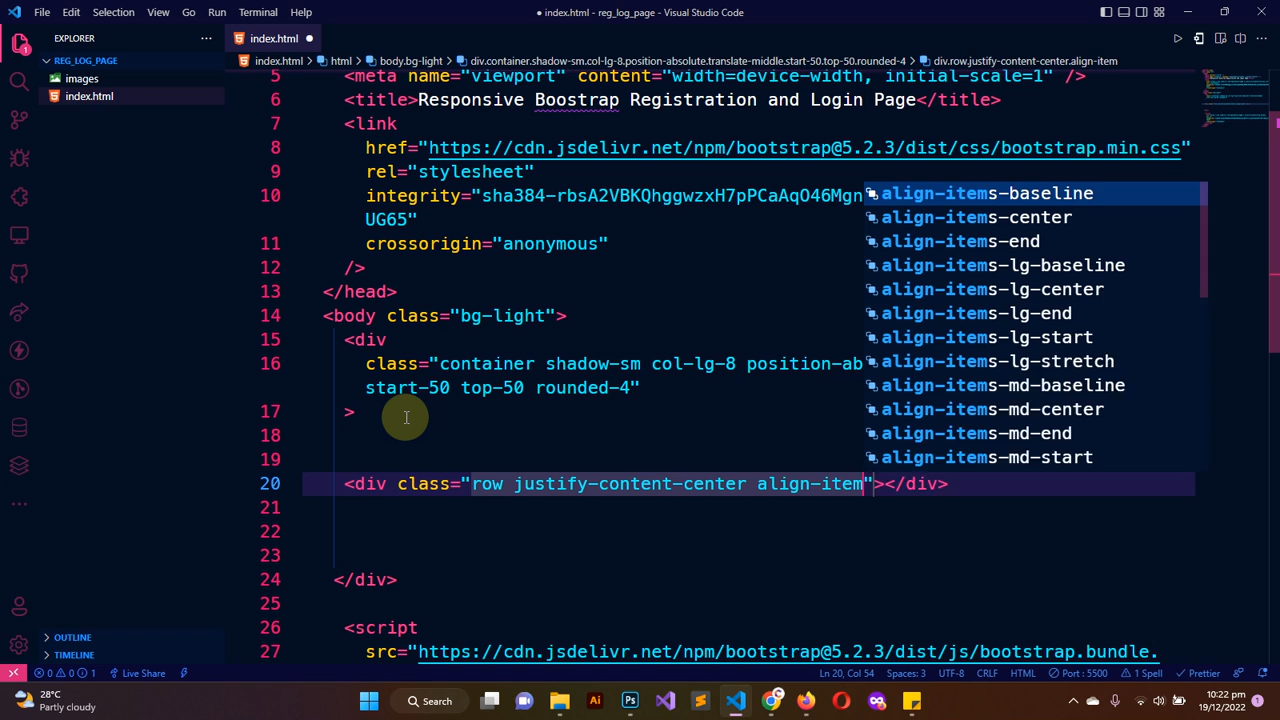 File Edit Selection View Go Run Terminal Help
● index.html - reg_log_page - Visual Studio Code
EXPLORER
REG_LOG_PAGE
images
index.html
1
index.html
index.html > html > body.bg-light > div.container.shadow-sm.col-lg-8.position-absolute.translate-middle.start-50.top-50.rounded-4 > div.row.justify-content-center.align-item
5 <meta name="viewport" content="width=device-width, initial-scale=1" />
6 <title>Responsive Boostrap Registration and Login Page</title>
7 <link
8 href="https://cdn.jsdelivr.net/npm/bootstrap@5.2.3/dist/css/bootstrap.min.css"
9 rel="stylesheet"
10 integrity="sha384-rbsA2VBKQhggwzxH7pPCaAqO46Mgn
UG65"
11 crossorigin="anonymous"
12 />
13 </head>
14 <body class="bg-light">
15 <div
16 class="container shadow-sm col-lg-8 position-ab
start-50 top-50 rounded-4"
17 >
18
19
20 <div class="row justify-content-center align-item"></div>
21
22
23
24 </div>
25
26 <script
27 src="https://cdn.jsdelivr.net/npm/bootstrap@5.2.3/dist/js/bootstrap.bundle.
align-items-baseline
align-items-center
align-items-end
align-items-lg-baseline
align-items-lg-center
align-items-lg-end
align-items-lg-start
align-items-lg-stretch
align-items-md-baseline
align-items-md-center
align-items-md-end
align-items-md-start
OUTLINE
TIMELINE
0 0 1 Live Share
Ln 20, Col 54 Spaces: 3 UTF-8 CRLF HTML Port : 5500 1 Spell Prettier
28°C
Partly cloudy
Search
Ai Ps
10:22 pm
19/12/2022
1